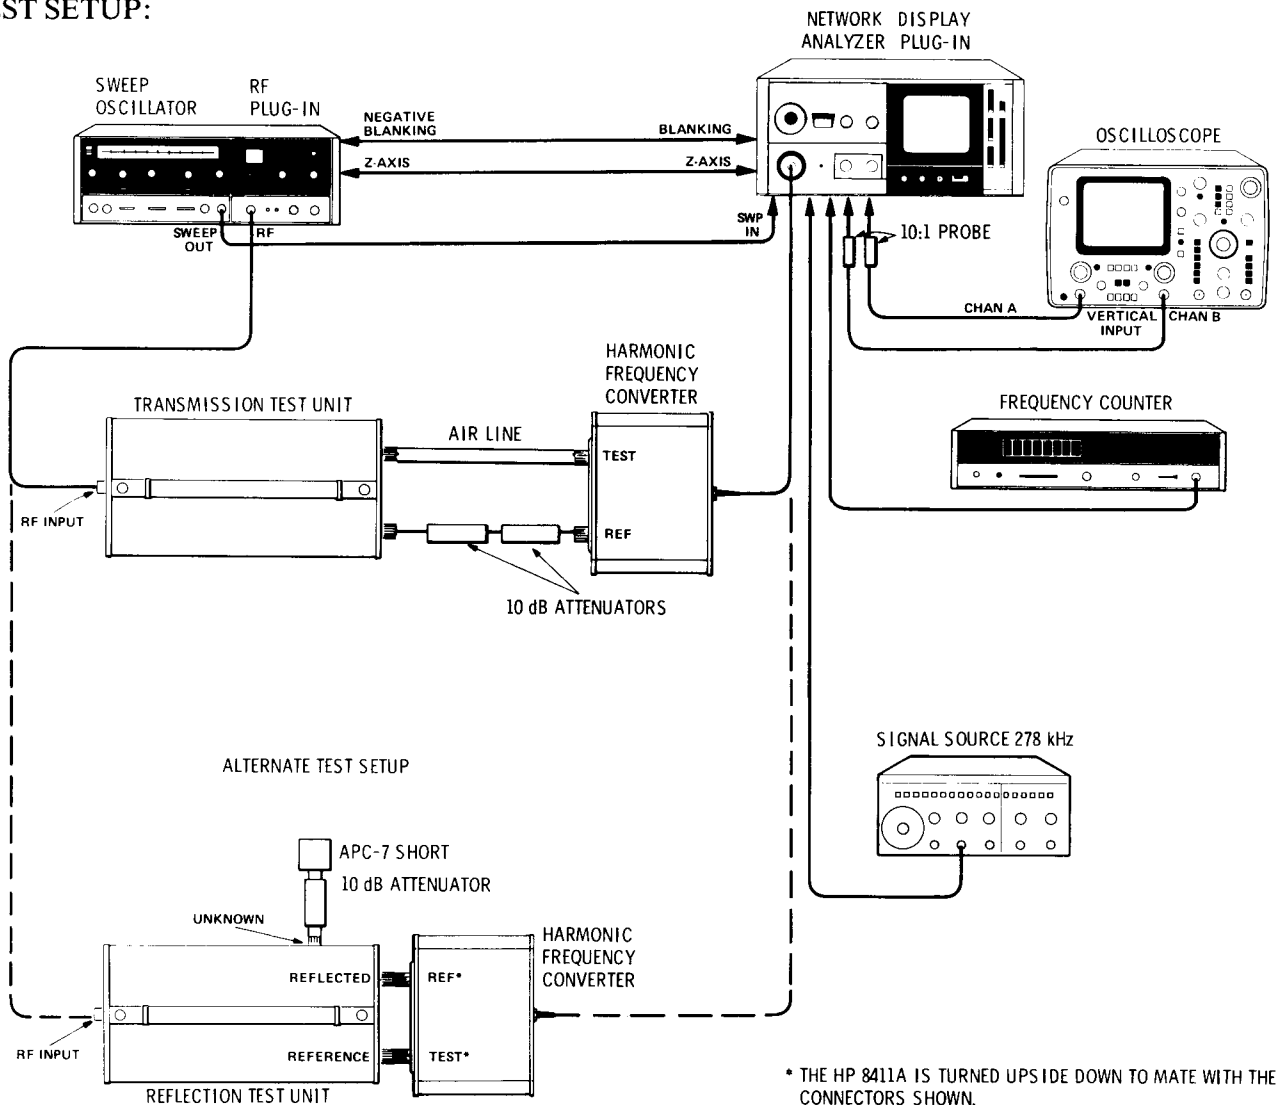 EST SETUP:
NETWORK DISPLAY
ANALYZER PLUG-IN
SWEEP
OSCILLATOR
RF
PLUG-IN
NEGATIVE
BLANKING
BLANKING
Z-AXIS
Z-AXIS
OSCILLOSCOPE
SWEEP
OUT
RF
SWP
IN
10:1 PROBE
CHAN A
VERTICAL
INPUT
CHAN B
HARMONIC
FREQUENCY
CONVERTER
TRANSMISSION TEST UNIT
AIR LINE
FREQUENCY COUNTER
TEST
RF INPUT
REF
10 dB ATTENUATORS
SIGNAL SOURCE 278 kHz
ALTERNATE TEST SETUP
APC-7 SHORT
10 dB ATTENUATOR
UNKNOWN
HARMONIC
FREQUENCY
CONVERTER
REFLECTED
REF*
RF INPUT
REFERENCE
TEST*
REFLECTION TEST UNIT
* THE HP 8411A IS TURNED UPSIDE DOWN TO MATE WITH THE
CONNECTORS SHOWN.